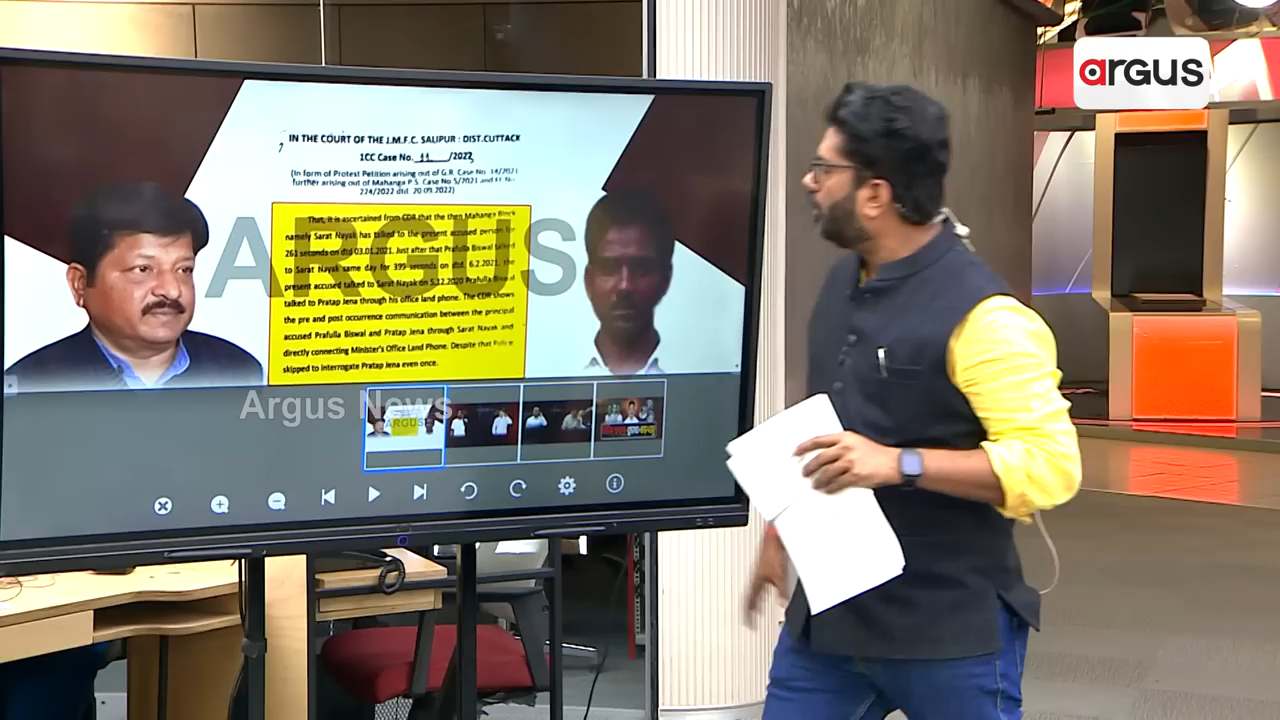 argus
IN THE COURT OF THE J.M.F.C. SALIPUR : DIST.CUTTACK
1CC Case No. 11 /2023
(In form of Protest Petition arising out of G.R. Case No. 14/2021
further arising out of Mahanga P.S. Case No 5/2021 and
224/2022 dtd. 20.09.2022)
That, it is ascertained from CDR that the then Mahanga Block
namely Sarat Nayak has talked to the present accused person for
261 seconds on dtd 03.01.2021. Just after that Prafulla Biswal talked
to Sarat Nayak same day for 399 seconds on dtd. 6.2.2021, the
present accused talked to Sarat Nayak on 5.12.2020 Prafulla Biswal
talked to Pratap Jena through his office land phone. The CDR shows
the pre and post occurrence communication between the principal
accused Prafulla Biswal and Pratap Jena through Sarat Nayak and
directly connecting Minister's Office Land Phone. Despite that Police
skipped to interrogate Pratap Jena even once.
ARGUS
Argus News
ARGUS